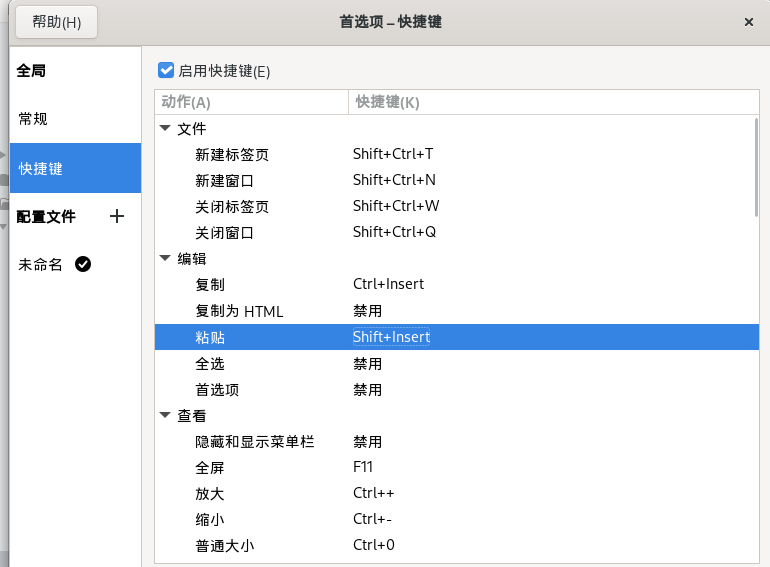 帮助(H)
首选项 – 快捷键
×
全局
常规
快捷键
配置文件 +
未命名
启用快捷键(E)
动作(A) 快捷键(K)
文件
新建标签页 Shift+Ctrl+T
新建窗口 Shift+Ctrl+N
关闭标签页 Shift+Ctrl+W
关闭窗口 Shift+Ctrl+Q
编辑
复制 Ctrl+Insert
复制为 HTML 禁用
粘贴 Shift+Insert
全选 禁用
首选项 禁用
查看
隐藏和显示菜单栏 禁用
全屏 F11
放大 Ctrl++
缩小 Ctrl+-
普通大小 Ctrl+0